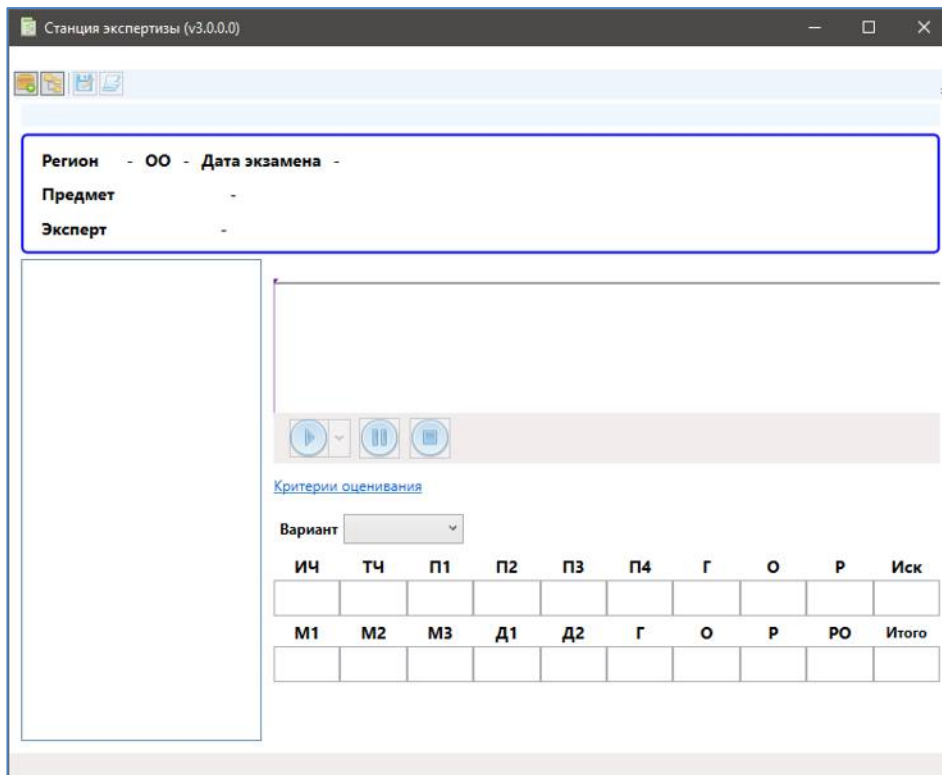 Станция экспертизы (v3.0.0.0)
Регион - ОО - Дата экзамена -
Предмет -
Эксперт -
Критерии оценивания
Вариант
ИЧ ТЧ П1 П2 П3 П4 Г О Р Иск
М1 М2 М3 Д1 Д2 Г О Р РО Итого